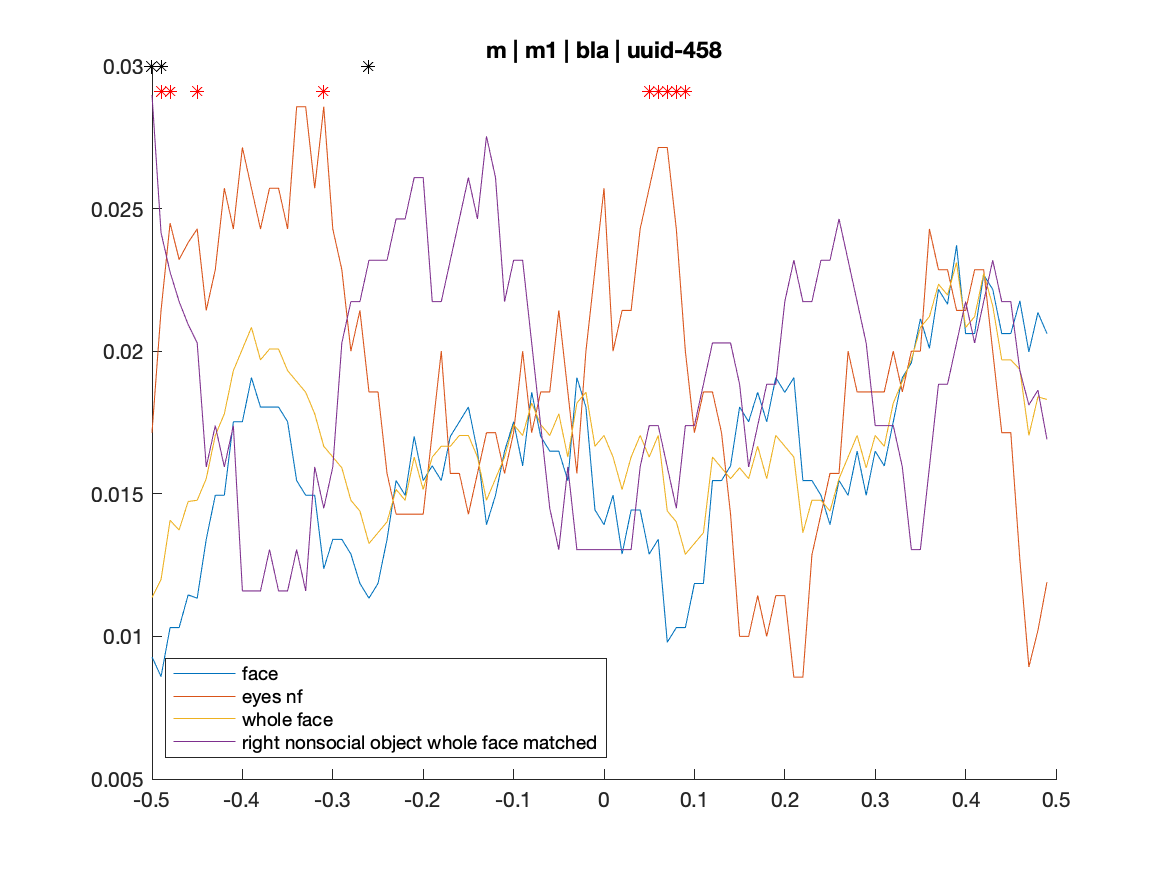 m | m1 | bla | uuid-458
0.03
0.025
0.02
0.015
0.01
0.005
face
eyes nf
whole face
right nonsocial object whole face matched
-0.5 -0.4 -0.3 -0.2 -0.1 0 0.1 0.2 0.3 0.4 0.5